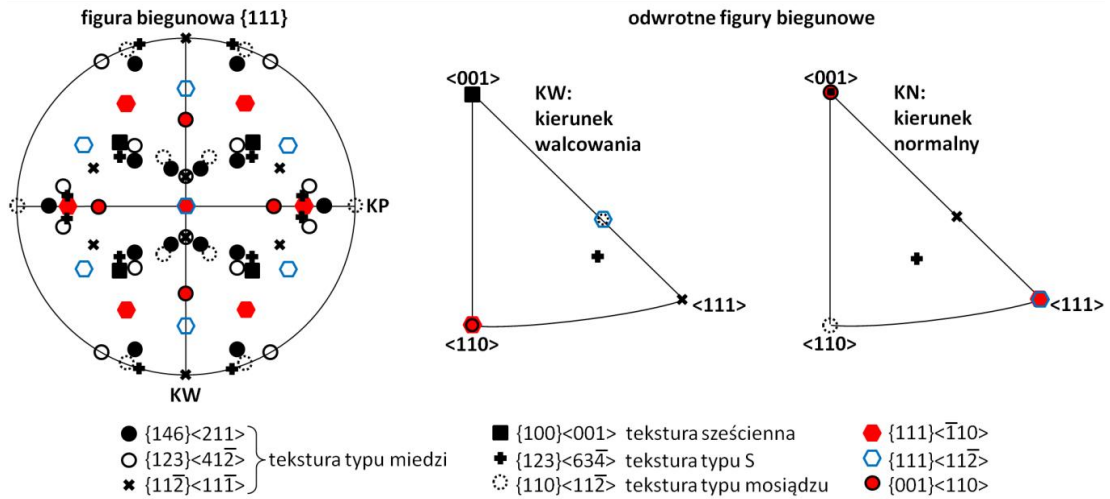 figura biegunowa {111}
odwrotne figury biegunowe
<001>
KW:
kierunek
walcowania
<001>
KN:
kierunek
normalny
KP
<111>
<111>
<110>
<110>
KW
{146}<211>
{123}<412̅>
{112̅}<111̅>
tekstura typu miedzi
{100}<001> tekstura sześcienna
{123}<634̅> tekstura typu S
{110}<112̅> tekstura typu mosiądzu
{111}<1̅10>
{111}<112̅>
{001}<110>